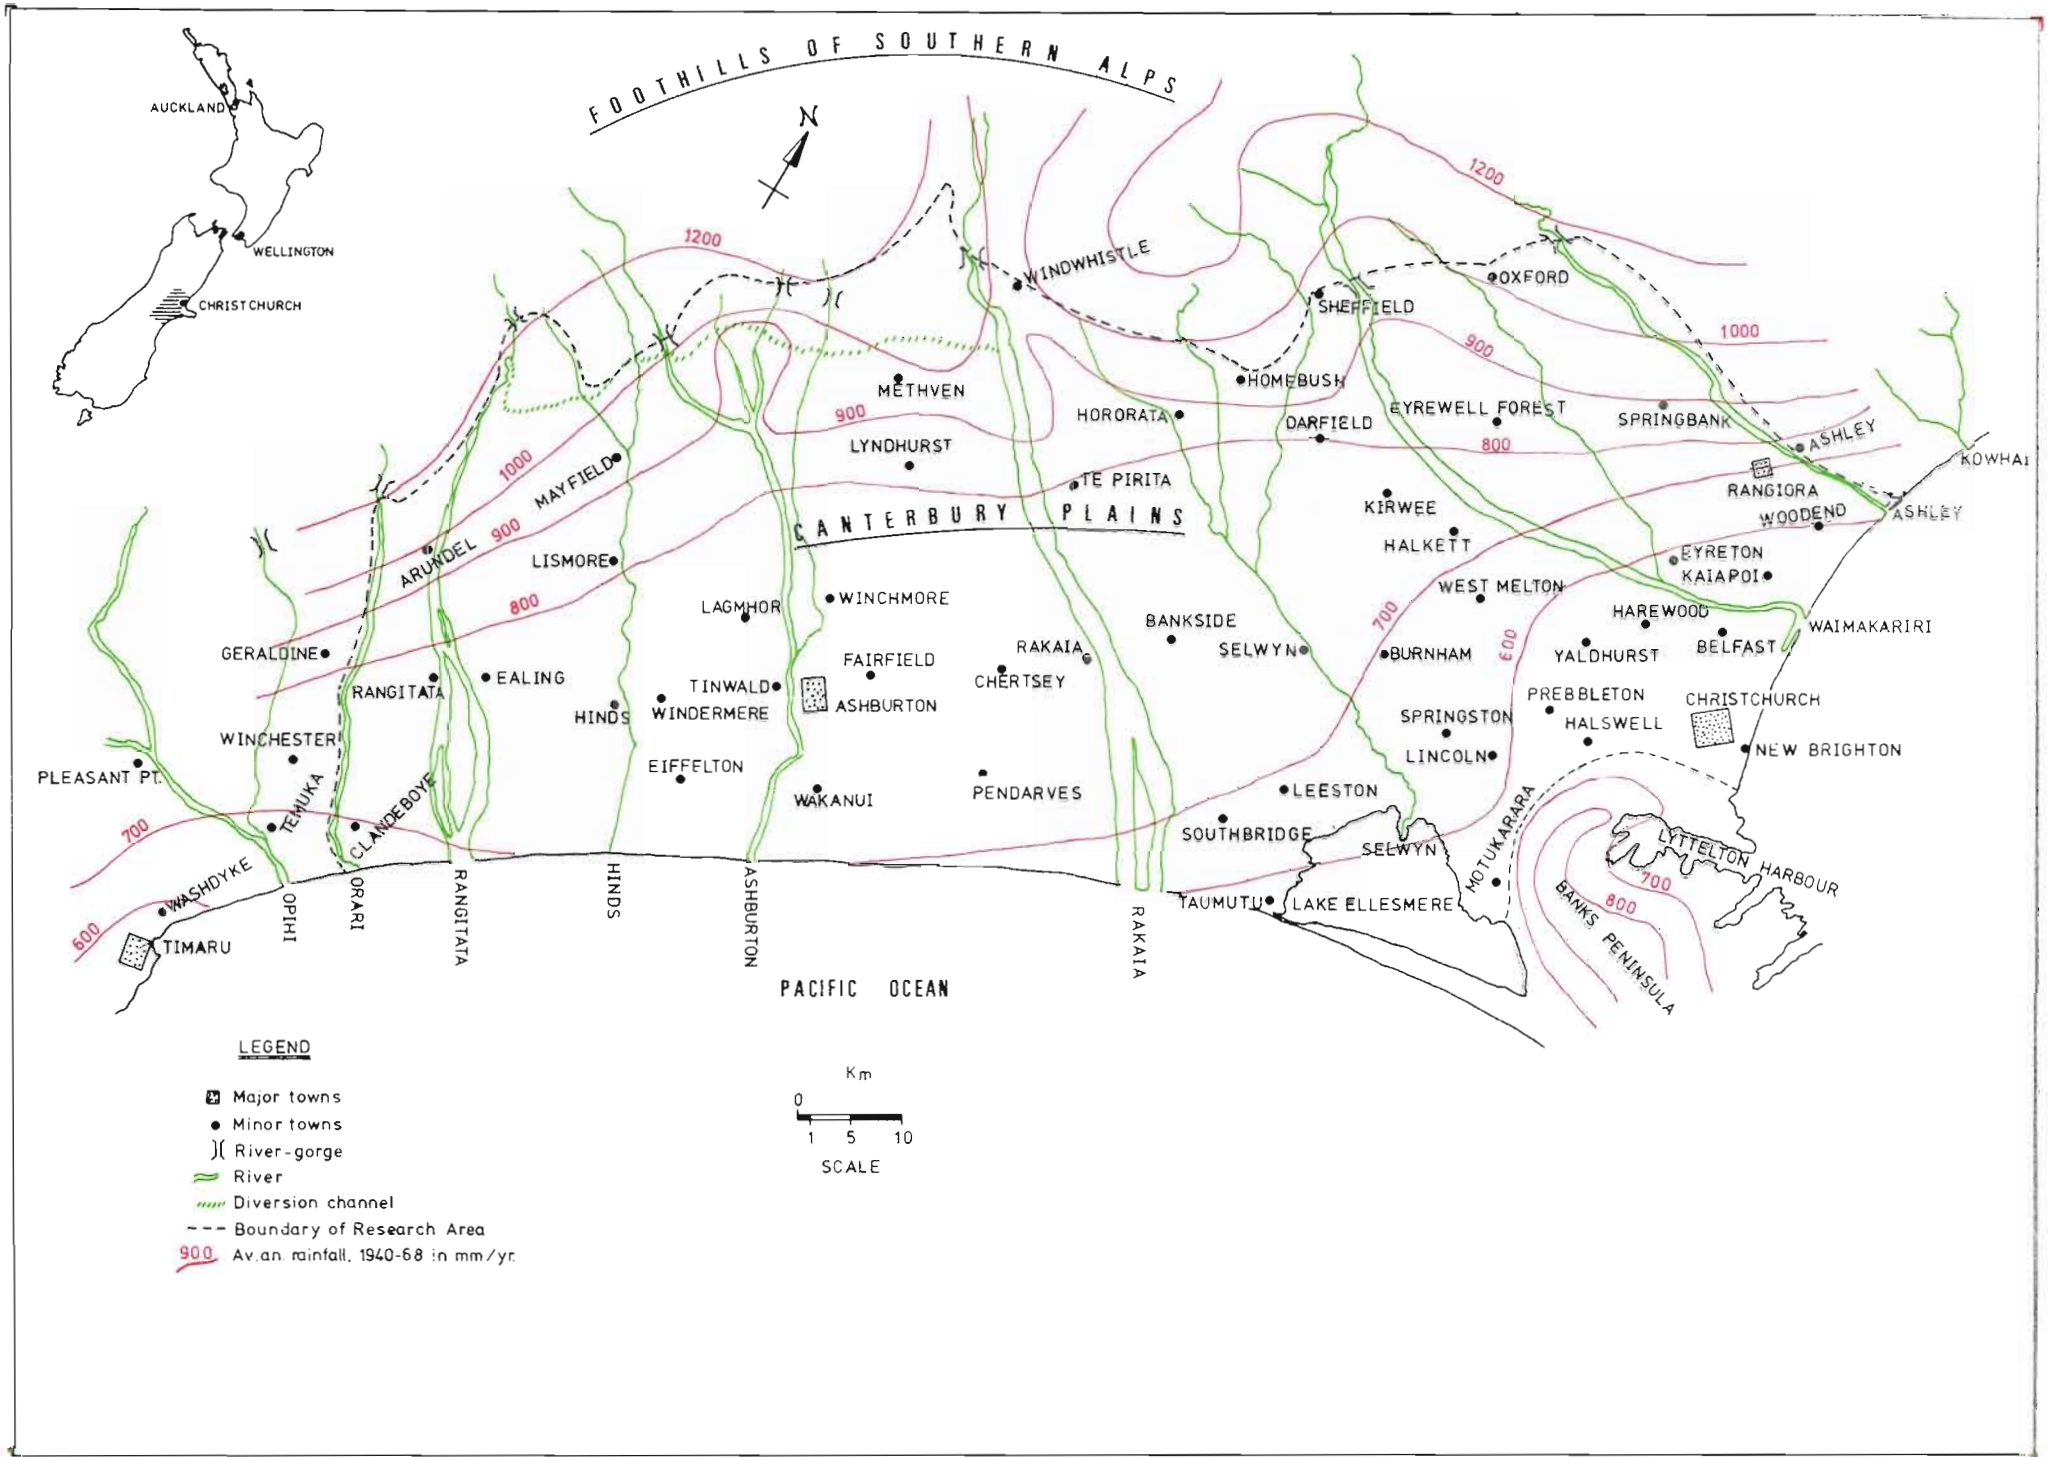 FOOTHILLS OF SOUTHERN ALPS
N
AUCKLAND
WELLINGTON
CHRISTCHURCH
1200
1200
WINDWHISTLE
OXFORD
SHEFFIELD
1000
900
METHVEN
HOMEBUSH
900
HORORATA
EYREWELL FOREST
SPRINGBANK
DARFIELD
LYNDHURST
800
ASHLEY
KOWHAI
1000
MAYFIELD
TE PIRITA
RANGIORA
KIRWEE
WOODEND
ASHLEY
CANTERBURY PLAINS
900
HALKETT
ARUNDEL
LISMORE
EYRETON
KAIAPOI
800
LAGMHOR
WINCHMORE
WEST MELTON
700
HAREWOOD
BANKSIDE
WAIMAKARIRI
GERALDINE
RAKAIA
SELWYN
600
BURNHAM
YALDHURST
BELFAST
FAIRFIELD
CHERTSEY
EALING
RANGITATA
TINWALD
PREBBLETON
CHRISTCHURCH
HINDS
WINDERMERE
ASHBURTON
SPRINGSTON
HALSWELL
WINCHESTER
LINCOLN
NEW BRIGHTON
PLEASANT PT.
EIFFELTON
WAKANUI
PENDARVES
LEESTON
TEMUKA
CLANDEBOYE
MOTUKARARA
700
SOUTHBRIDGE
SELWYN
LYTTELTON HARBOUR
WASHDYKE
700
800
BANKS PENINSULA
600
TIMARU
OPIHI
ORARI
RANGITATA
HINDS
ASHBURTON
RAKAIA
TAUMUTU
LAKE ELLESMERE
PACIFIC OCEAN
LEGEND
Major towns
Minor towns
River-gorge
River
Diversion channel
Boundary of Research Area
900 Av.an. rainfall, 1940-68 in mm/yr.
Km
0
1 5 10
SCALE